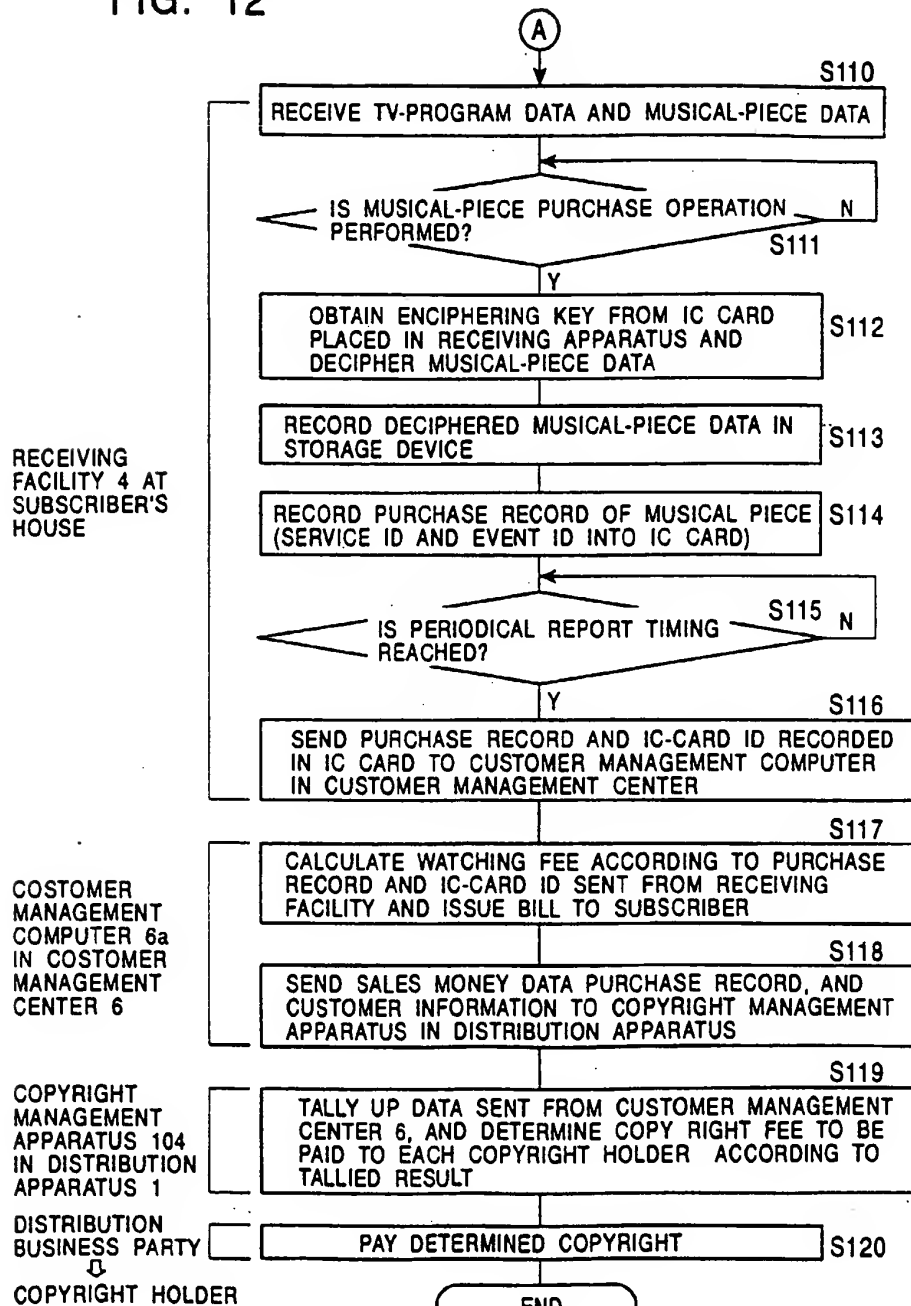 FIG. 12
A
S110
RECEIVE TV-PROGRAM DATA AND MUSICAL-PIECE DATA
IS MUSICAL-PIECE PURCHASE OPERATION
PERFORMED?
N
S111
Y
OBTAIN ENCIPHERING KEY FROM IC CARD
PLACED IN RECEIVING APPARATUS AND
DECIPHER MUSICAL-PIECE DATA
S112
RECORD DECIPHERED MUSICAL-PIECE DATA IN
STORAGE DEVICE
S113
RECORD PURCHASE RECORD OF MUSICAL PIECE
(SERVICE ID AND EVENT ID INTO IC CARD)
S114
RECEIVING
FACILITY 4 AT
SUBSCRIBER'S
HOUSE
S115
N
IS PERIODICAL REPORT TIMING
REACHED?
Y
S116
SEND PURCHASE RECORD AND IC-CARD ID RECORDED
IN IC CARD TO CUSTOMER MANAGEMENT COMPUTER
IN CUSTOMER MANAGEMENT CENTER
S117
CALCULATE WATCHING FEE ACCORDING TO PURCHASE
RECORD AND IC-CARD ID SENT FROM RECEIVING
FACILITY AND ISSUE BILL TO SUBSCRIBER
COSTOMER
MANAGEMENT
COMPUTER 6a
IN COSTOMER
MANAGEMENT
CENTER 6
S118
SEND SALES MONEY DATA PURCHASE RECORD, AND
CUSTOMER INFORMATION TO COPYRIGHT MANAGEMENT
APPARATUS IN DISTRIBUTION APPARATUS
S119
COPYRIGHT
MANAGEMENT
APPARATUS 104
IN DISTRIBUTION
APPARATUS 1
TALLY UP DATA SENT FROM CUSTOMER MANAGEMENT
CENTER 6, AND DETERMINE COPY RIGHT FEE TO BE
PAID TO EACH COPYRIGHT HOLDER ACCORDING TO
TALLIED RESULT
DISTRIBUTION
BUSINESS PARTY
⇩
COPYRIGHT HOLDER
PAY DETERMINED COPYRIGHT
S120
END